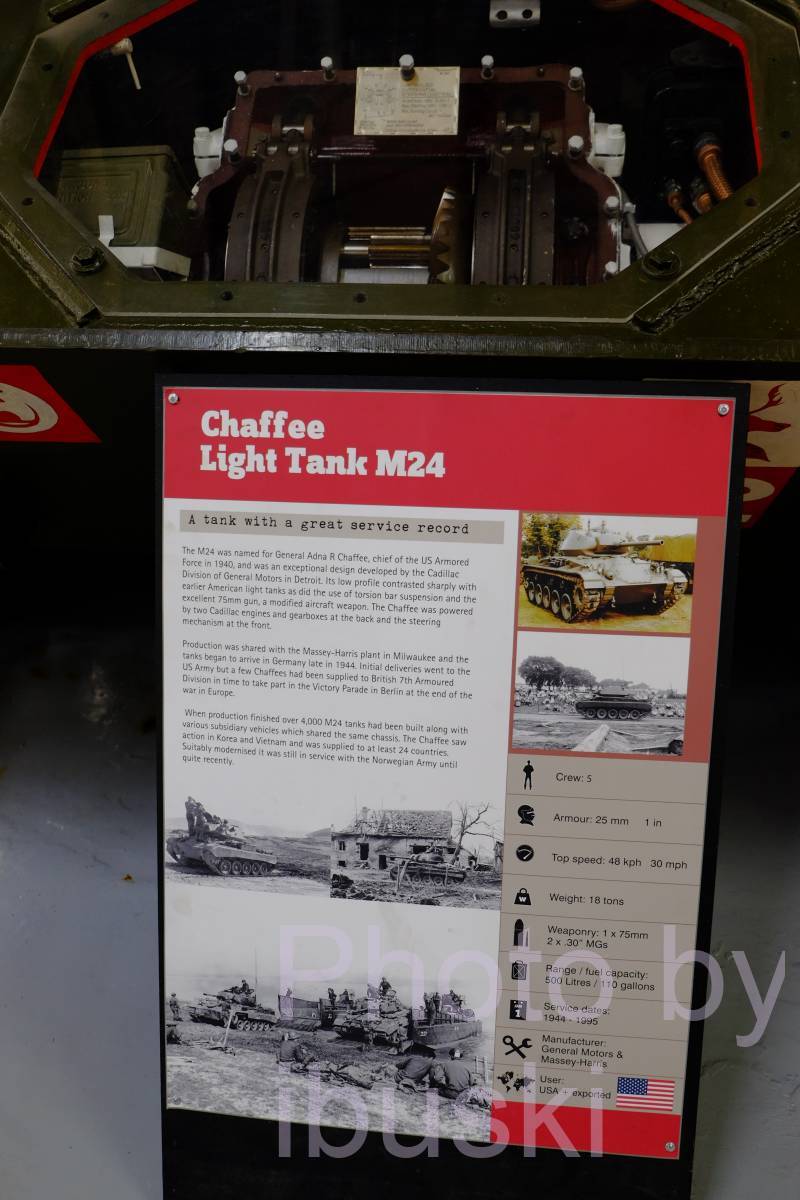 Chaffee
Light Tank M24
A tank with a great service record
The M24 was named for General Adna R Chaffee, chief of the US Armored
Force in 1940, and was an exceptional design developed by the Cadillac
Division of General Motors in Detroit. Its low profile contrasted sharply with
earlier American light tanks as did the use of torsion bar suspension and the
excellent 75mm gun, a modified aircraft weapon. The Chaffee was powered
by two Cadillac engines and gearboxes at the back and the steering
mechanism at the front.
Production was shared with the Massey-Harris plant in Milwaukee and the
tanks began to arrive in Germany late in 1944. Initial deliveries went to the
US Army but a few Chaffees had been supplied to British 7th Armoured
Division in time to take part in the Victory Parade in Berlin at the end of the
war in Europe.
When production finished over 4,000 M24 tanks had been built along with
various subsidiary vehicles which shared the same chassis. The Chaffee saw
action in Korea and Vietnam and was supplied to at least 24 countries.
Suitably modernised it was still in service with the Norwegian Army until
quite recently.
Crew: 5
Armour: 25 mm 1 in
Top speed: 48 kph 30 mph
W
Weight: 18 tons
Weaponry: 1 x 75mm
2 x .30" MGs
Range / fuel capacity:
500 Litres / 110 gallons
Service dates:
1944 - 1995
Manufacturer:
General Motors &
Massey-Harris
User:
USA + exported
Photo by
ibuski